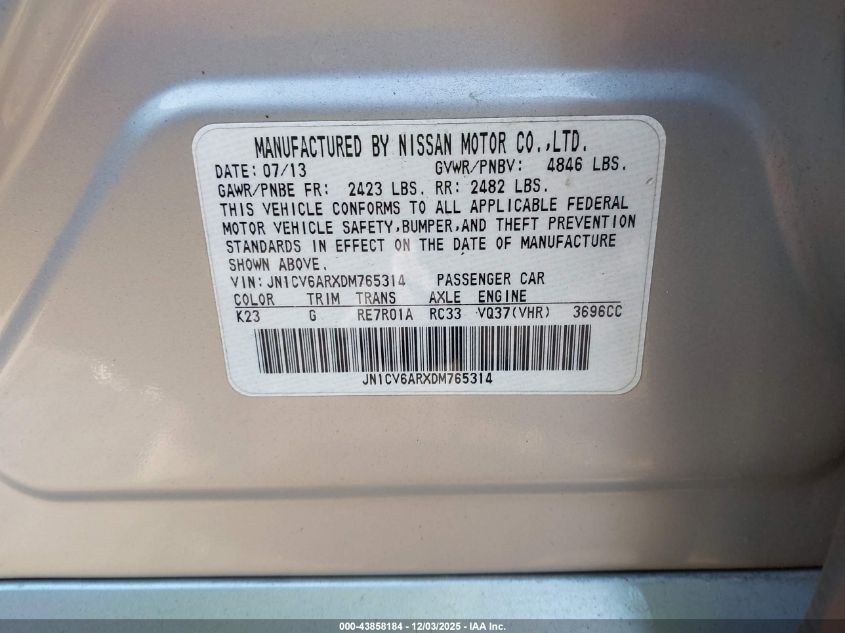 MANUFACTURED BY NISSAN MOTOR CO.,LTD.
DATE: 07/13 GVWR/PNBV: 4846 LBS.
GAWR/PNBE FR: 2423 LBS. RR: 2482 LBS.
THIS VEHICLE CONFORMS TO ALL APPLICABLE FEDERAL
MOTOR VEHICLE SAFETY,BUMPER,AND THEFT PREVENTION
STANDARDS IN EFFECT ON THE DATE OF MANUFACTURE
SHOWN ABOVE.
VIN: JN1CV6ARXDM765314 PASSENGER CAR
COLOR TRIM TRANS AXLE ENGINE
K23 G RE7R01A RC33 VQ37(VHR) 3696CC
JN1CV6ARXDM765314
000-43858184 - 12/03/2025 - IAA Inc.